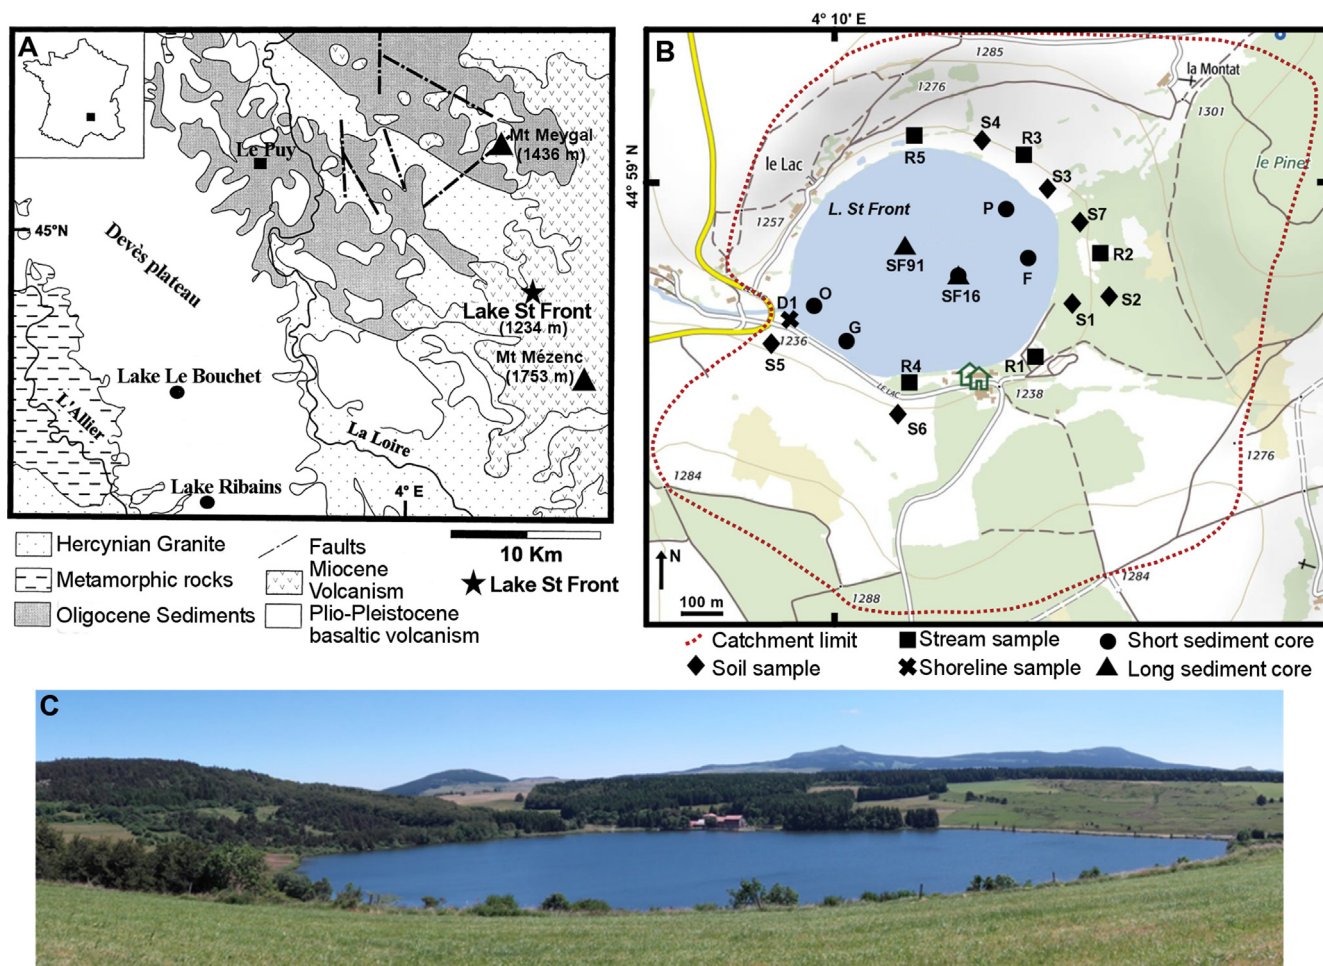 A
Mt Meygal
(1436 m)
Le Puy
45°N
Devès plateau
Lake St Front
(1234 m)
Mt Mézenc
(1753 m)
Lake Le Bouchet
L'Allier
La Loire
Lake Ribains
4° E
10 Km
Lake St Front
Hercynian Granite
Metamorphic rocks
Oligocene Sediments
Faults
Miocene
Volcanism
Plio-Pleistocene
basaltic volcanism
4° 10' E
44° 59' N
B
1285
1276
la Montat
1301
S4
R5
R3
le Lac
le Pinet
S3
P
S7
L. St Front
1257
SF91
F
R2
SF16
S2
O
D1
S1
G
1236
S5
R4
R1
LE LAC
1238
S6
1284
1276
N
100 m
1288
1284
Catchment limit
Stream sample
Short sediment core
Soil sample
Shoreline sample
Long sediment core
C